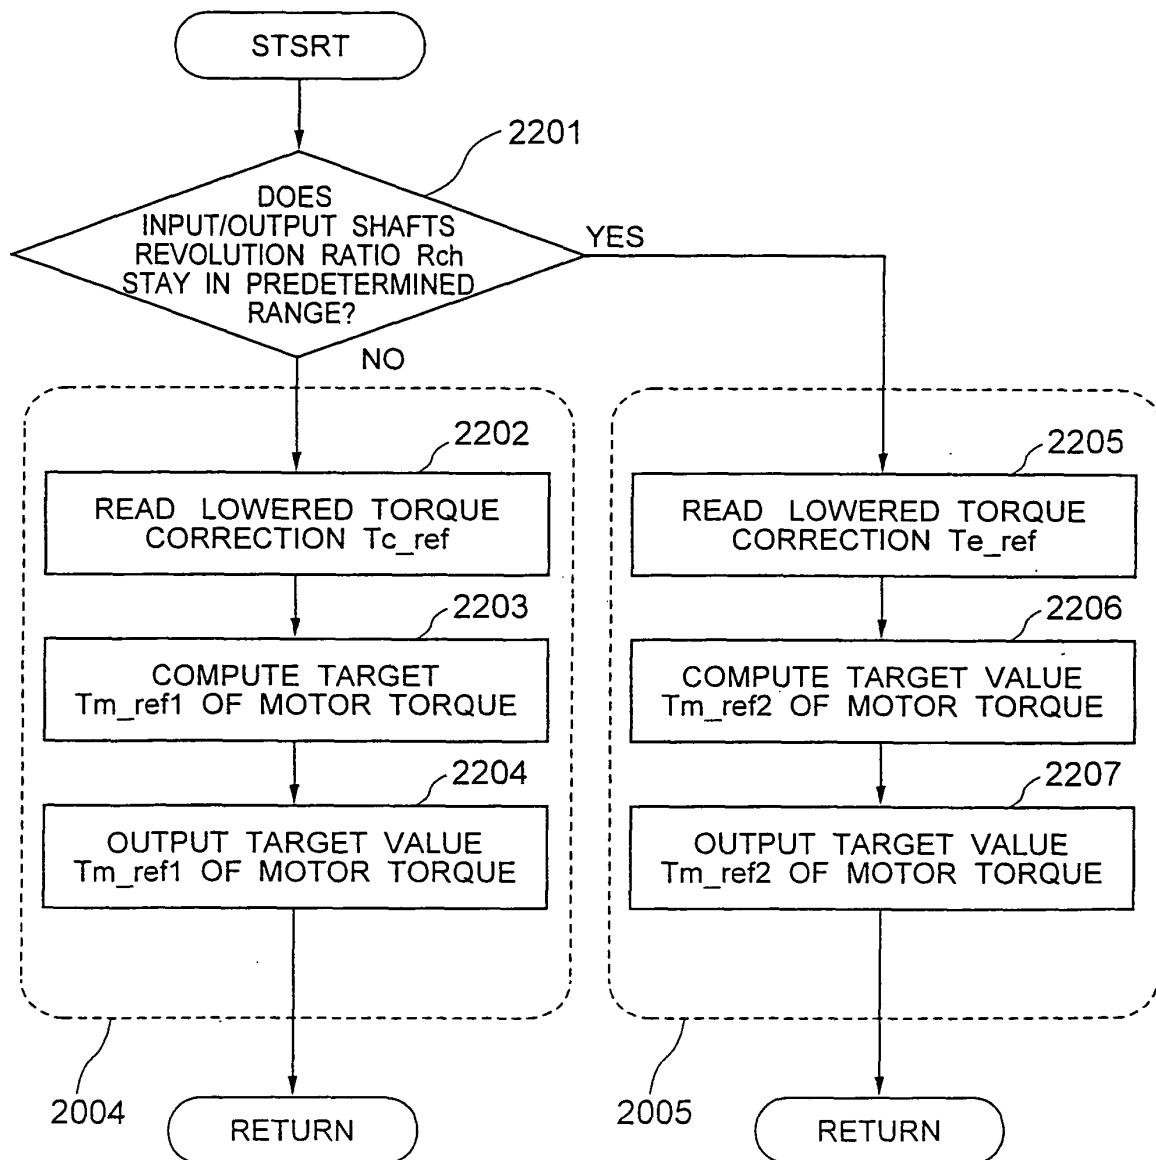 STSRT
2201
DOES
INPUT/OUTPUT SHAFTS
REVOLUTION RATIO Rch
STAY IN PREDETERMINED
RANGE?
YES
NO
2202
READ LOWERED TORQUE
CORRECTION Tc_ref
2203
COMPUTE TARGET
Tm_ref1 OF MOTOR TORQUE
2204
OUTPUT TARGET VALUE
Tm_ref1 OF MOTOR TORQUE
2004
RETURN
2205
READ LOWERED TORQUE
CORRECTION Te_ref
2206
COMPUTE TARGET VALUE
Tm_ref2 OF MOTOR TORQUE
2207
OUTPUT TARGET VALUE
Tm_ref2 OF MOTOR TORQUE
2005
RETURN